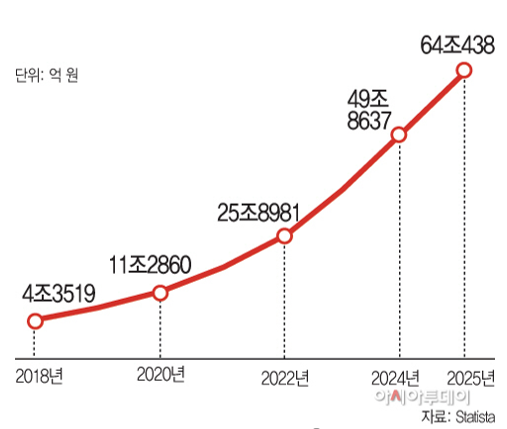 64조438
단위: 억 원
49조
8637
25조8981
11조2860
4조3519
2018년
2020년
2022년
2024년
2025년
아시아투데이
자료: Statista